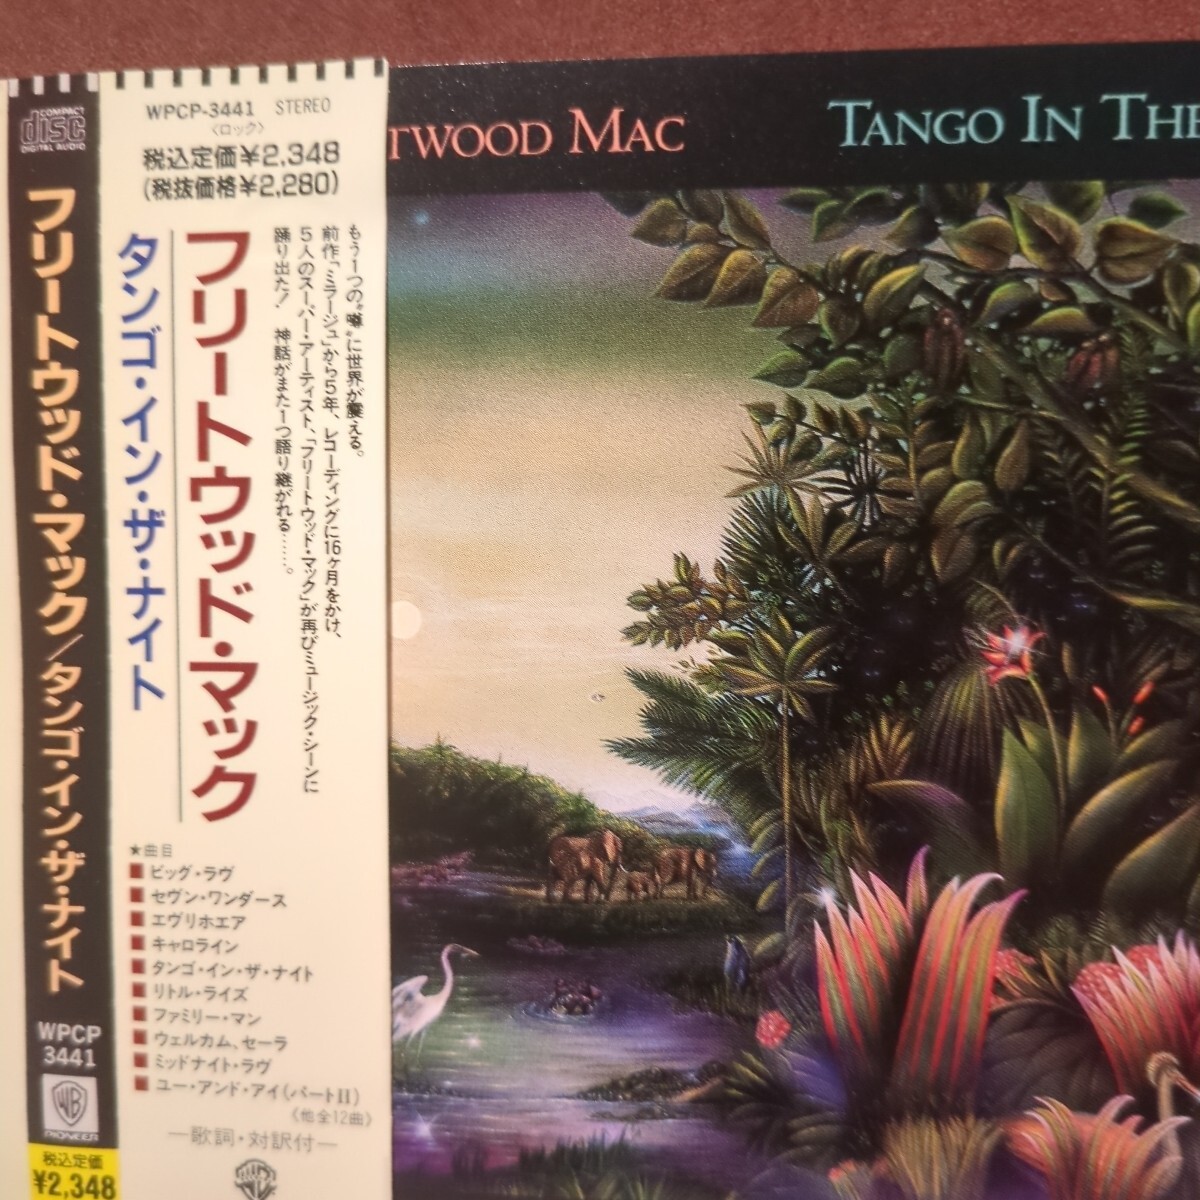 COMPACT
disc
DIGITAL AUDIO
フリートウッド・マック/タンゴ・イン・ザ・ナイト
WPCP
3441
WB
PIONEER
税込定価
¥2,348
WPCP-3441 STEREO
〈ロック〉
税込定価¥2,348
(税抜価格¥2,280)
もう1つの“噂”に世界が震える。
前作「ミラージュ」から5年、レコーディングに16ヶ月をかけ、
5人のスーパー・アーティスト、「フリートウッド・マック」が再びミュージック・シーンに
踊り出た! 神話がまた1つ語り継がれる……。
フリートウッド・マック
タンゴ・イン・ザ・ナイト
★曲目
■ビッグ・ラヴ
■セヴン・ワンダース
■エヴリホエア
■キャロライン
■タンゴ・イン・ザ・ナイト
■リトル・ライズ
■ファミリー・マン
■ウェルカム、セーラ
■ミッドナイト・ラヴ
■ユー・アンド・アイ(パートII)
〈他全12曲〉
―歌詞・対訳付―
TWOOD MAC
TANGO IN THE